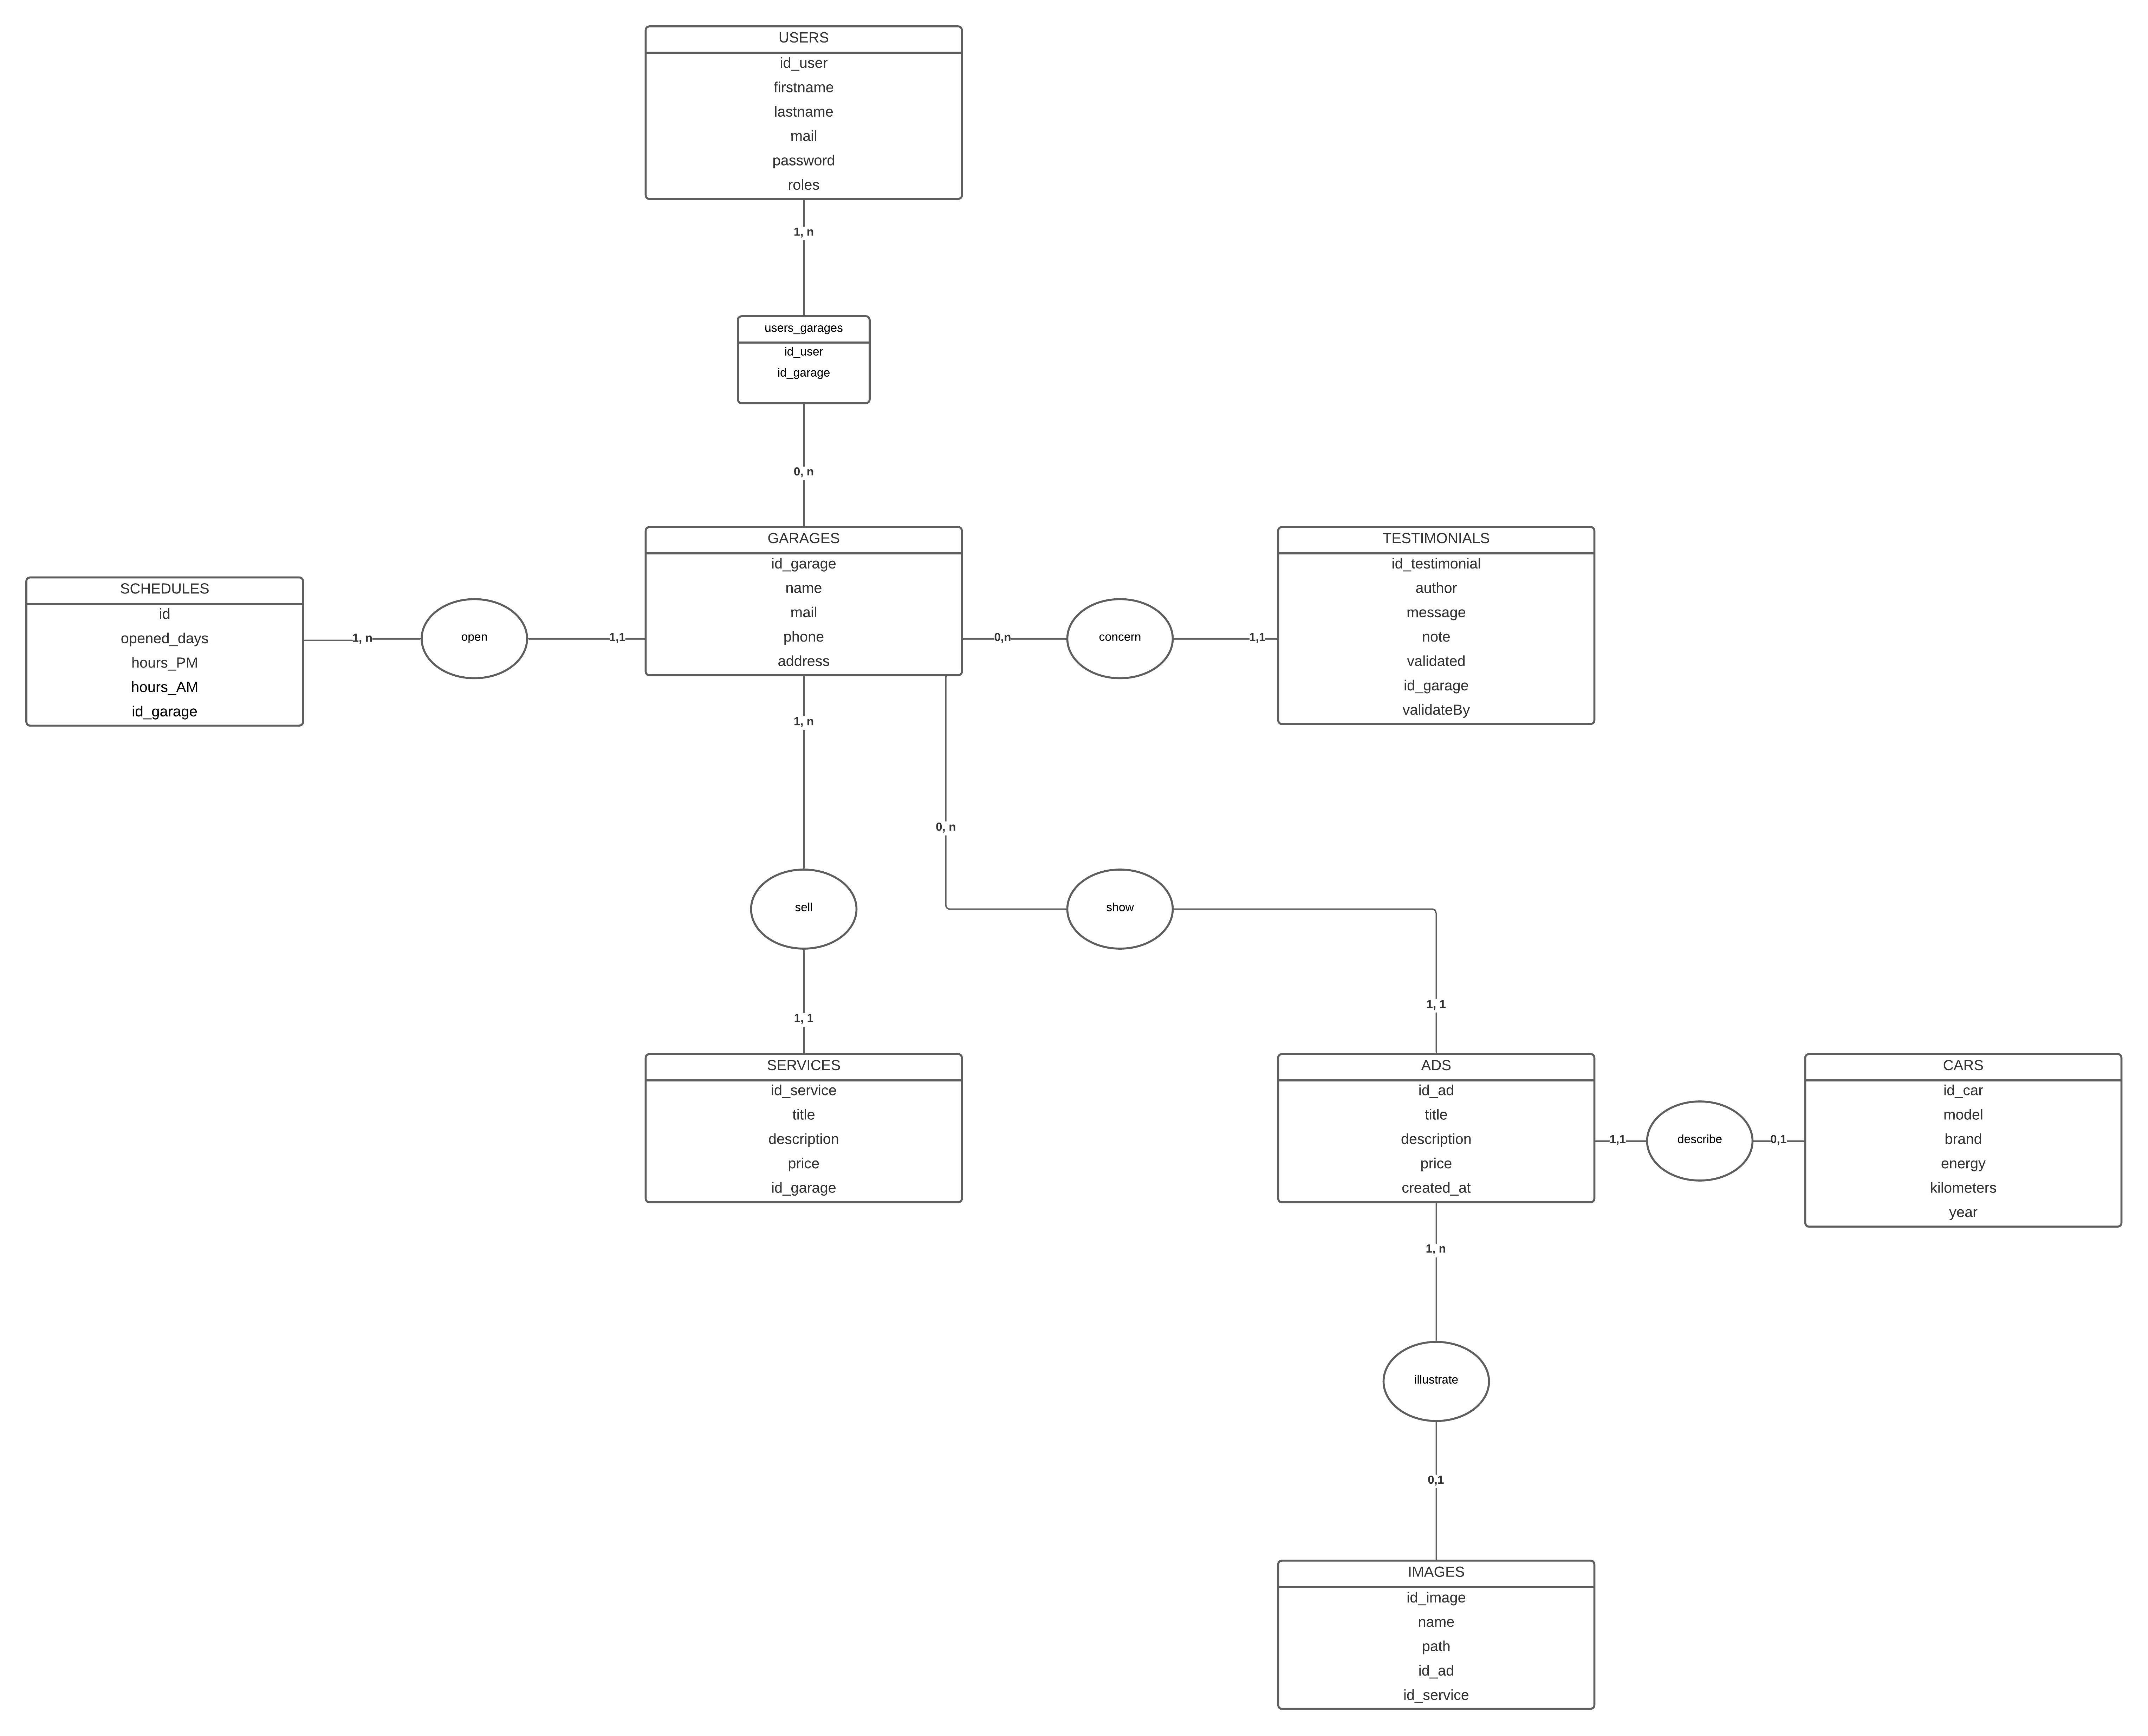 USERS
id_user
firstname
lastname
mail
password
roles
1, n
users_garages
id_user
id_garage
0, n
GARAGES
id_garage
name
mail
phone
address
TESTIMONIALS
id_testimonial
author
message
note
validated
id_garage
validateBy
SCHEDULES
id
opened_days
hours_PM
hours_AM
id_garage
1, n
open
1,1
0,n
concern
1,1
1, n
0, n
sell
show
1, 1
1, 1
SERVICES
id_service
title
description
price
id_garage
ADS
id_ad
title
description
price
created_at
1,1
describe
0,1
CARS
id_car
model
brand
energy
kilometers
year
1, n
illustrate
0,1
IMAGES
id_image
name
path
id_ad
id_service